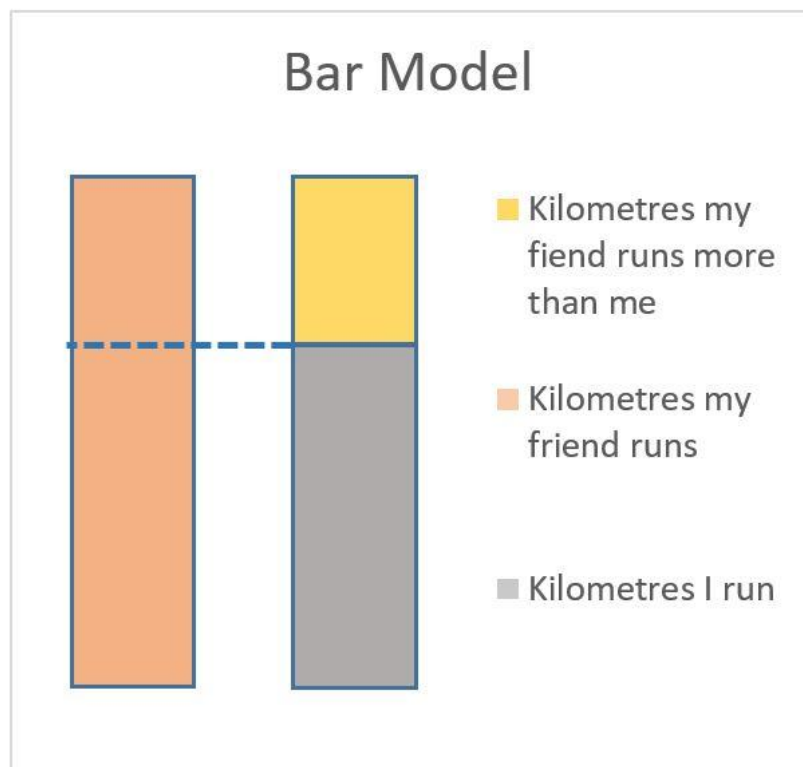 Bar Model
Kilometres my
fiend runs more
than me
Kilometres my
friend runs
Kilometres I run